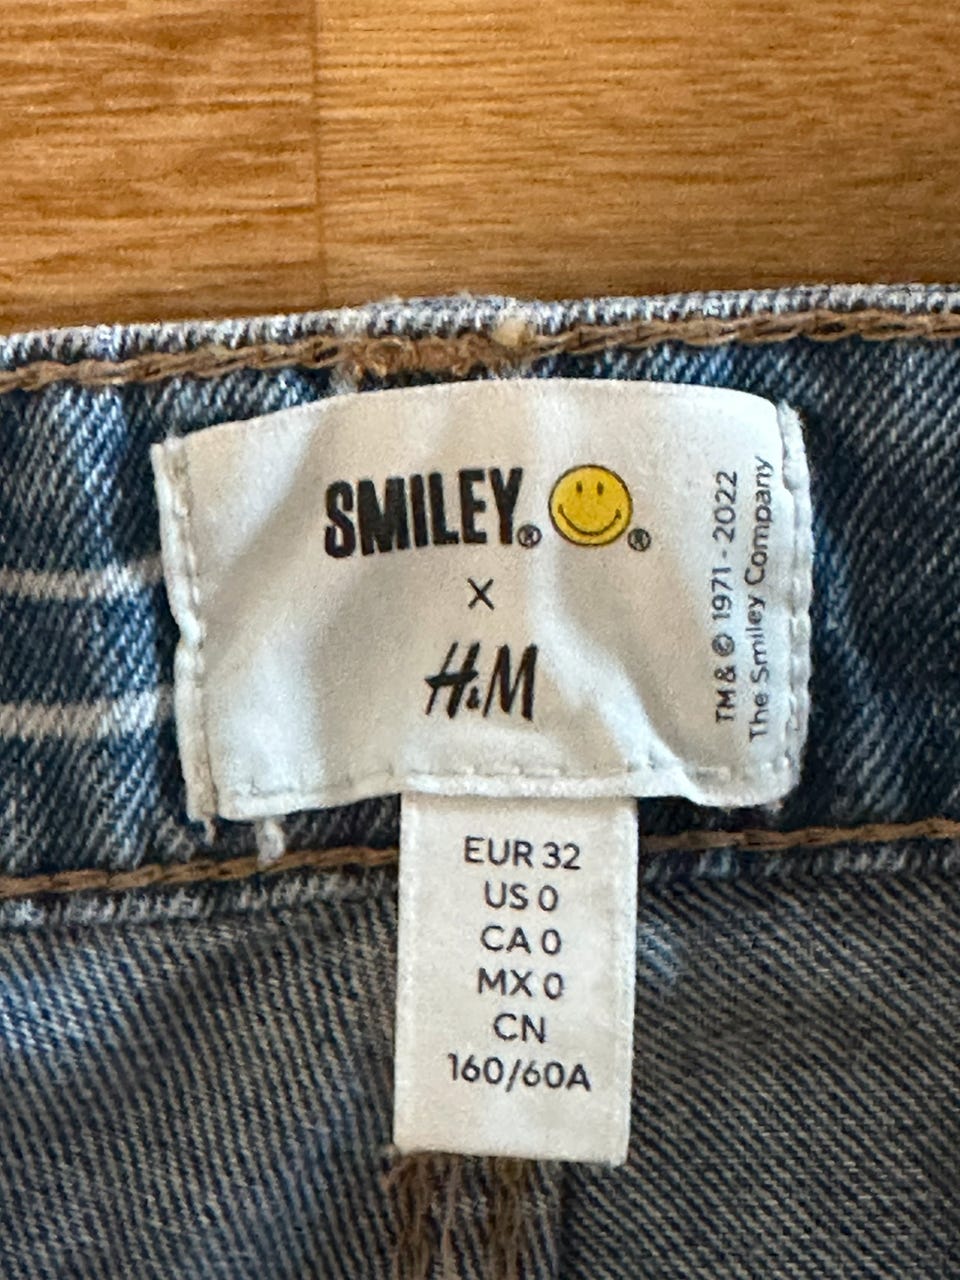 SMILEY® ®
×
H&M
TM & © 1971 - 2022
The Smiley Company
EUR 32
US 0
CA 0
MX 0
CN
160/60A